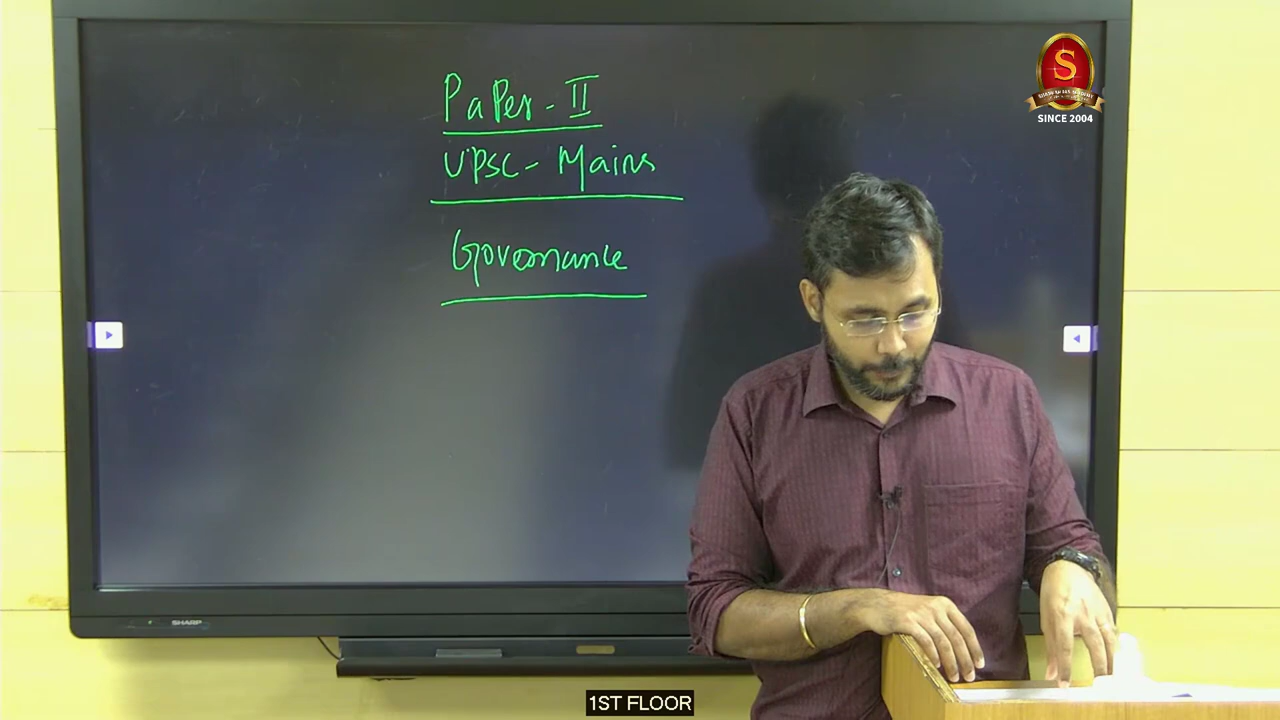 PaPer - II
UPSC - Mains
Governance
S
SINCE 2004
SHARP
1ST FLOOR